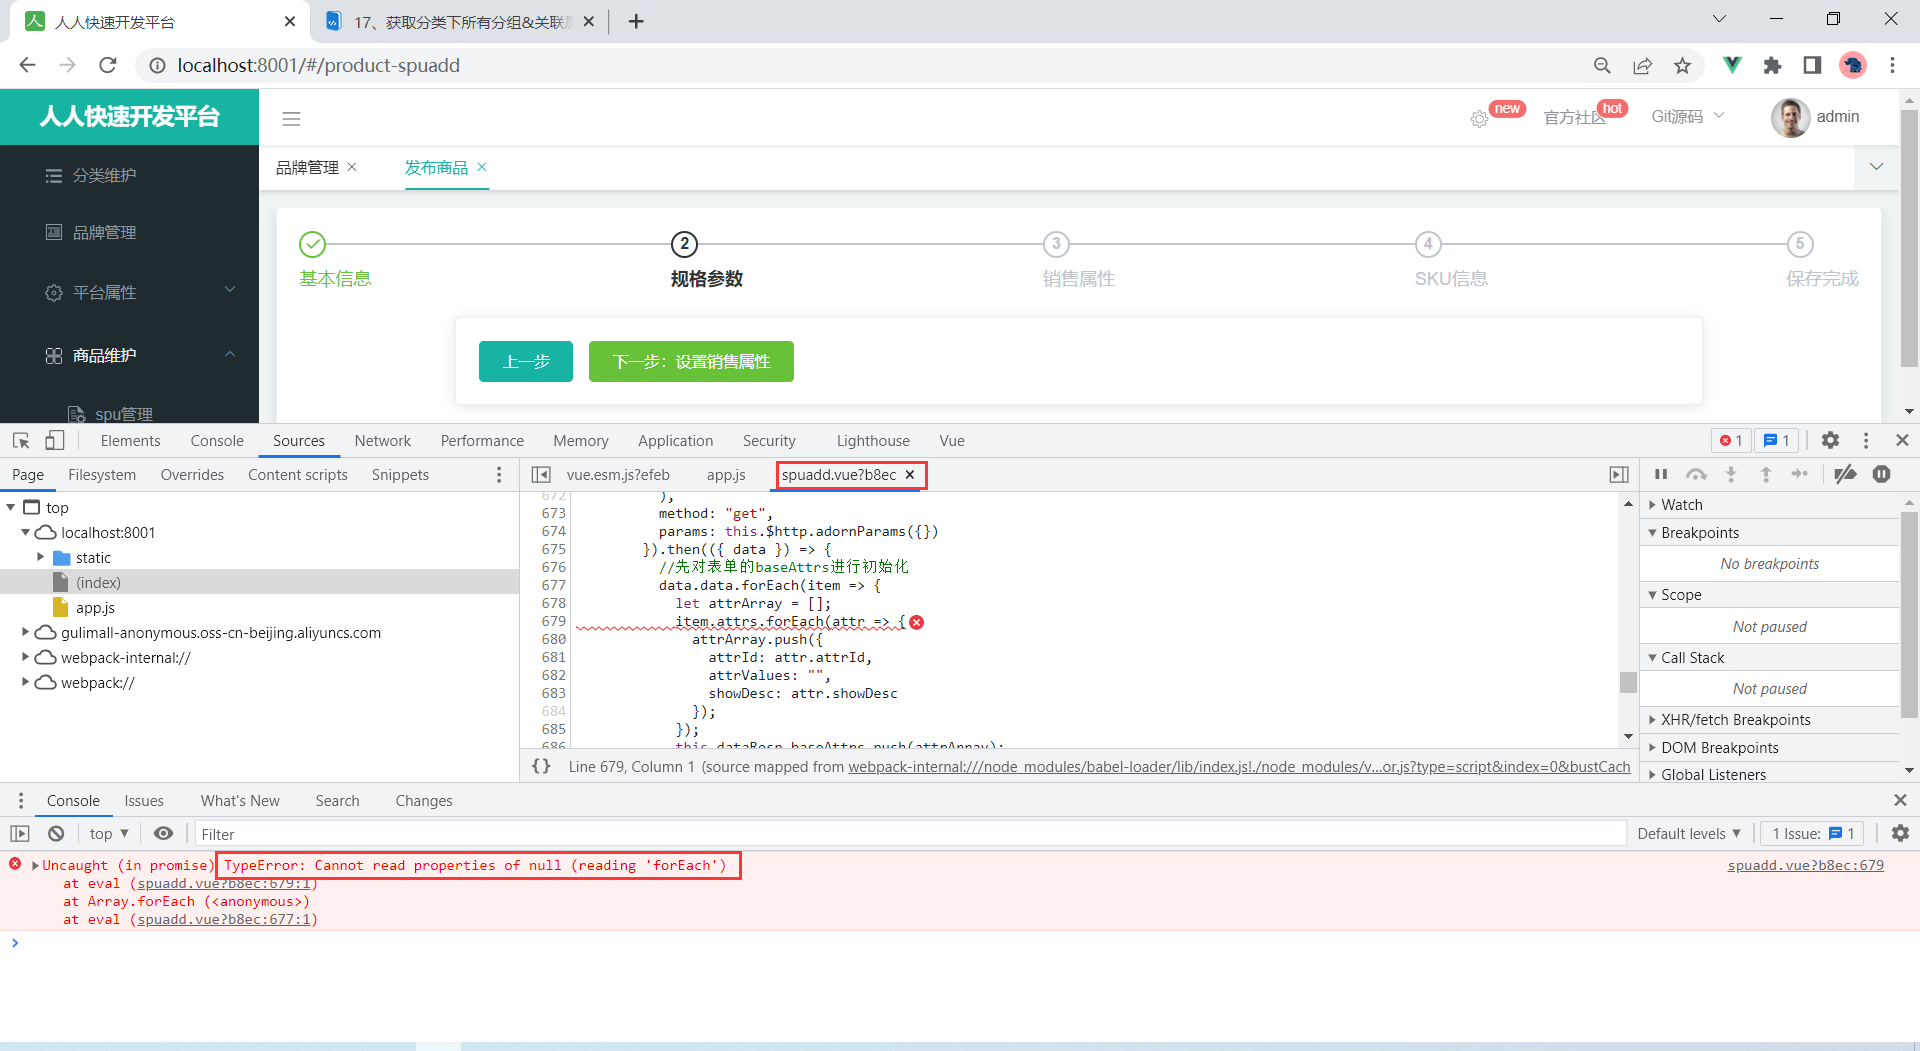 人人快速开发平台
17、获取分类下所有分组&关联
localhost:8001/#/product-spuadd
人人快速开发平台
new
官方社区
hot
Git源码
admin
分类维护
品牌管理
平台属性
商品维护
spu管理
品牌管理
发布商品
基本信息
2
规格参数
3
销售属性
4
SKU信息
5
保存完成
上一步
下一步：设置销售属性
Elements Console Sources Network Performance Memory Application Security Lighthouse Vue
1 1
Page Filesystem Overrides Content scripts Snippets
vue.esm.js?efeb app.js spuadd.vue?b8ec
top
localhost:8001
static
(index)
app.js
gulimall-anonymous.oss-cn-beijing.aliyuncs.com
webpack-internal://
webpack://
672 ),
673 method: "get",
674 params: this.$http.adornParams({})
675 }).then(({ data }) => {
676 //先对表单的baseAttrs进行初始化
677 data.data.forEach(item => {
678 let attrArray = [];
679 item.attrs.forEach(attr => {
680 attrArray.push({
681 attrId: attr.attrId,
682 attrValues: "",
683 showDesc: attr.showDesc
684 });
685 });
686 this.dataResp.baseAttrs.push(attrArray);
{} Line 679, Column 1 (source mapped from webpack-internal:///node_modules/babel-loader/lib/index.js!./node_modules/v…or.js?type=script&index=0&bustCach
Watch
Breakpoints
No breakpoints
Scope
Not paused
Call Stack
Not paused
XHR/fetch Breakpoints
DOM Breakpoints
Global Listeners
Console Issues What's New Search Changes
top Filter Default levels 1 Issue: 1
Uncaught (in promise) TypeError: Cannot read properties of null (reading 'forEach') spuadd.vue?b8ec:679
at eval (spuadd.vue?b8ec:679:1)
at Array.forEach (<anonymous>)
at eval (spuadd.vue?b8ec:677:1)